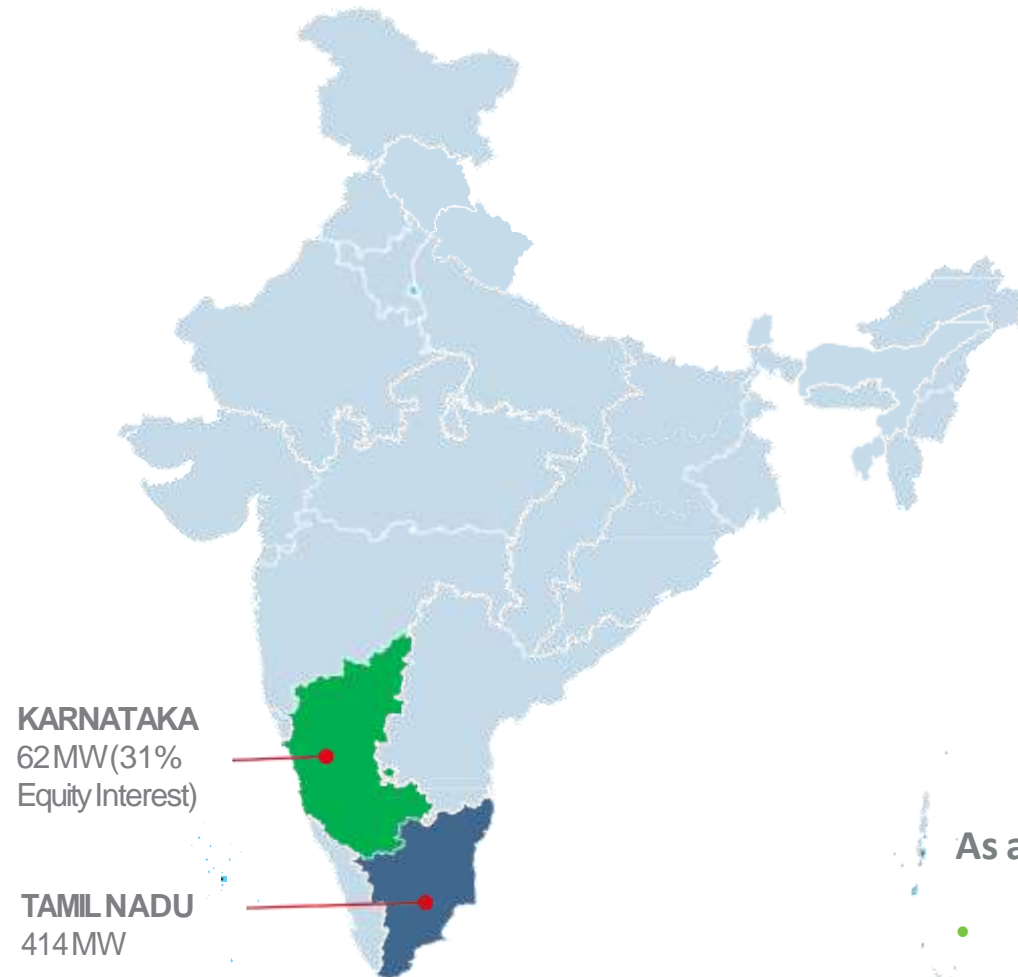 KARNATAKA
62 MW (31%
Equity Interest)
As a
TAMIL NADU
414 MW